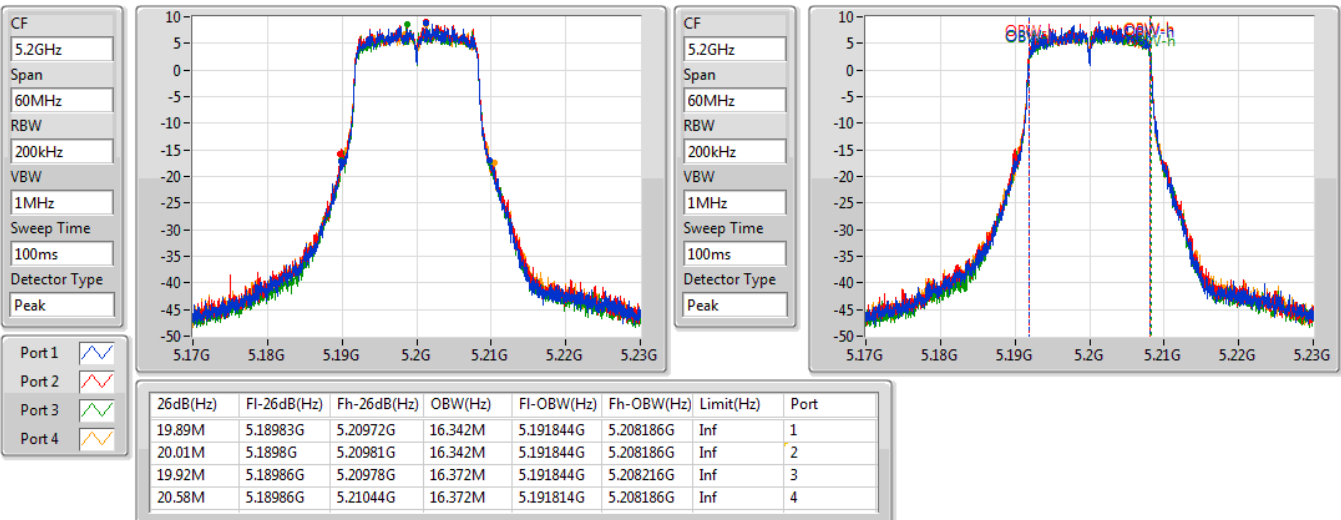 CF
5.2GHz
Span
60MHz
RBW
200kHz
VBW
1MHz
Sweep Time
100ms
Detector Type
Peak
10
5
0
-5
-10
-15
-20
-25
-30
-35
-40
-45
-50
5.17G 5.18G 5.19G 5.2G 5.21G 5.22G 5.23G
CF
5.2GHz
Span
60MHz
RBW
200kHz
VBW
1MHz
Sweep Time
100ms
Detector Type
Peak
10
5
0
-5
-10
-15
-20
-25
-30
-35
-40
-45
-50
5.17G 5.18G 5.19G 5.2G 5.21G 5.22G 5.23G
Port 1
Port 2
Port 3
Port 4
26dB(Hz) Fl-26dB(Hz) Fh-26dB(Hz) OBW(Hz) Fl-OBW(Hz) Fh-OBW(Hz) Limit(Hz) Port
19.89M 5.18983G 5.20972G 16.342M 5.191844G 5.208186G Inf 1
20.01M 5.1898G 5.20981G 16.342M 5.191844G 5.208186G Inf 2
19.92M 5.18986G 5.20978G 16.372M 5.191844G 5.208216G Inf 3
20.58M 5.18986G 5.21044G 16.372M 5.191814G 5.208186G Inf 4